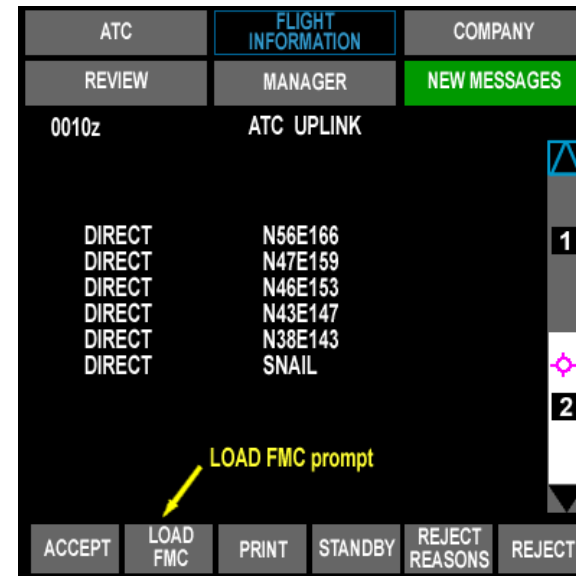 ATC FLIGHT INFORMATION COMPANY
REVIEW MANAGER NEW MESSAGES
0010z ATC UPLINK
DIRECT N56E166
1
DIRECT N47E159
DIRECT N46E153
DIRECT N43E147
DIRECT N38E143
DIRECT SNAIL
2
LOAD FMC prompt
ACCEPT LOAD FMC PRINT STANDBY REJECT REASONS REJECT